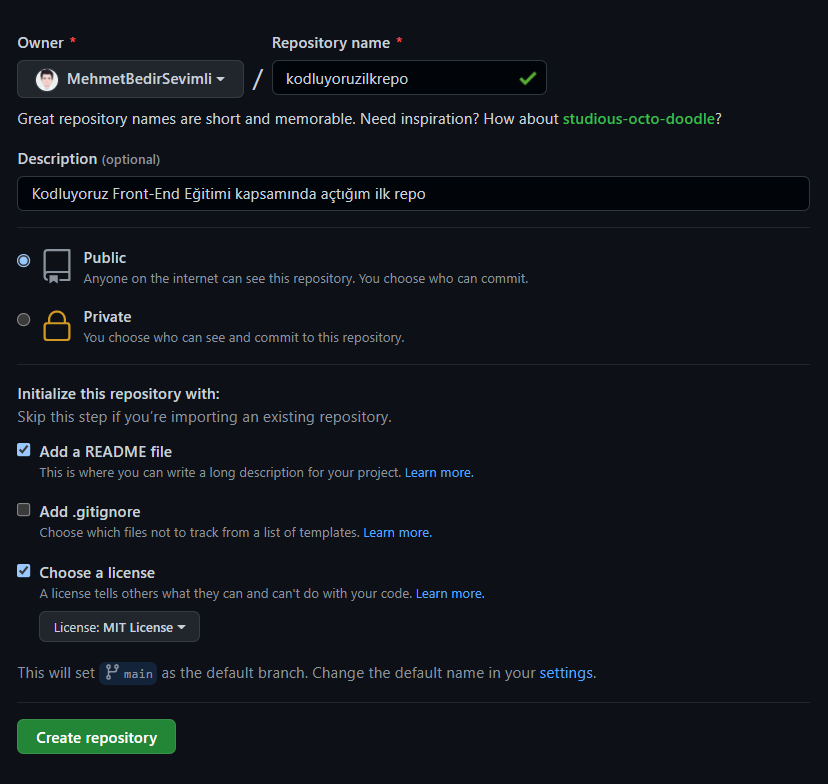 Owner *
Repository name *
MehmetBedirSevimli / kodluyoruzilkrepo
Great repository names are short and memorable. Need inspiration? How about studious-octo-doodle?
Description (optional)
Kodluyoruz Front-End Eğitimi kapsamında açtığım ilk repo
Public
Anyone on the internet can see this repository. You choose who can commit.
Private
You choose who can see and commit to this repository.
Initialize this repository with:
Skip this step if you’re importing an existing repository.
Add a README file
This is where you can write a long description for your project. Learn more.
Add .gitignore
Choose which files not to track from a list of templates. Learn more.
Choose a license
A license tells others what they can and can't do with your code. Learn more.
License: MIT License
This will set main as the default branch. Change the default name in your settings.
Create repository